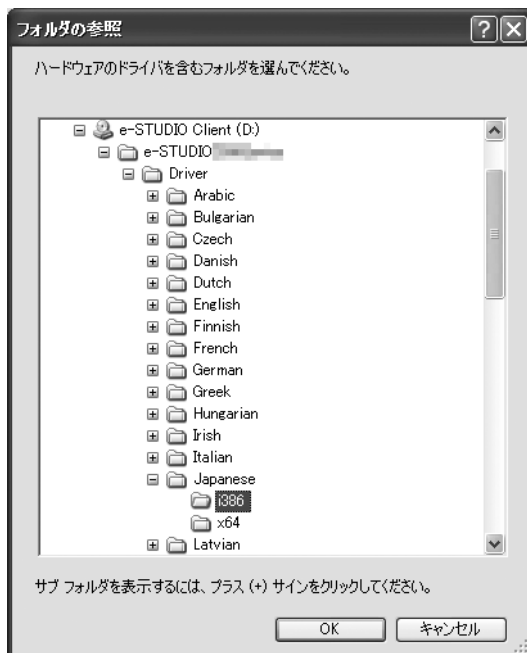 フォルダの参照
ハードウェアのドライバを含むフォルダを選んでください。
e-STUDIO Client (D:)
e-STUDIO
Driver
Arabic
Bulgarian
Czech
Danish
Dutch
English
Finnish
French
German
Greek
Hungarian
Irish
Italian
Japanese
i386
x64
Latvian
サブ フォルダを表示するには、プラス (+) サインをクリックしてください。
OK キャンセル